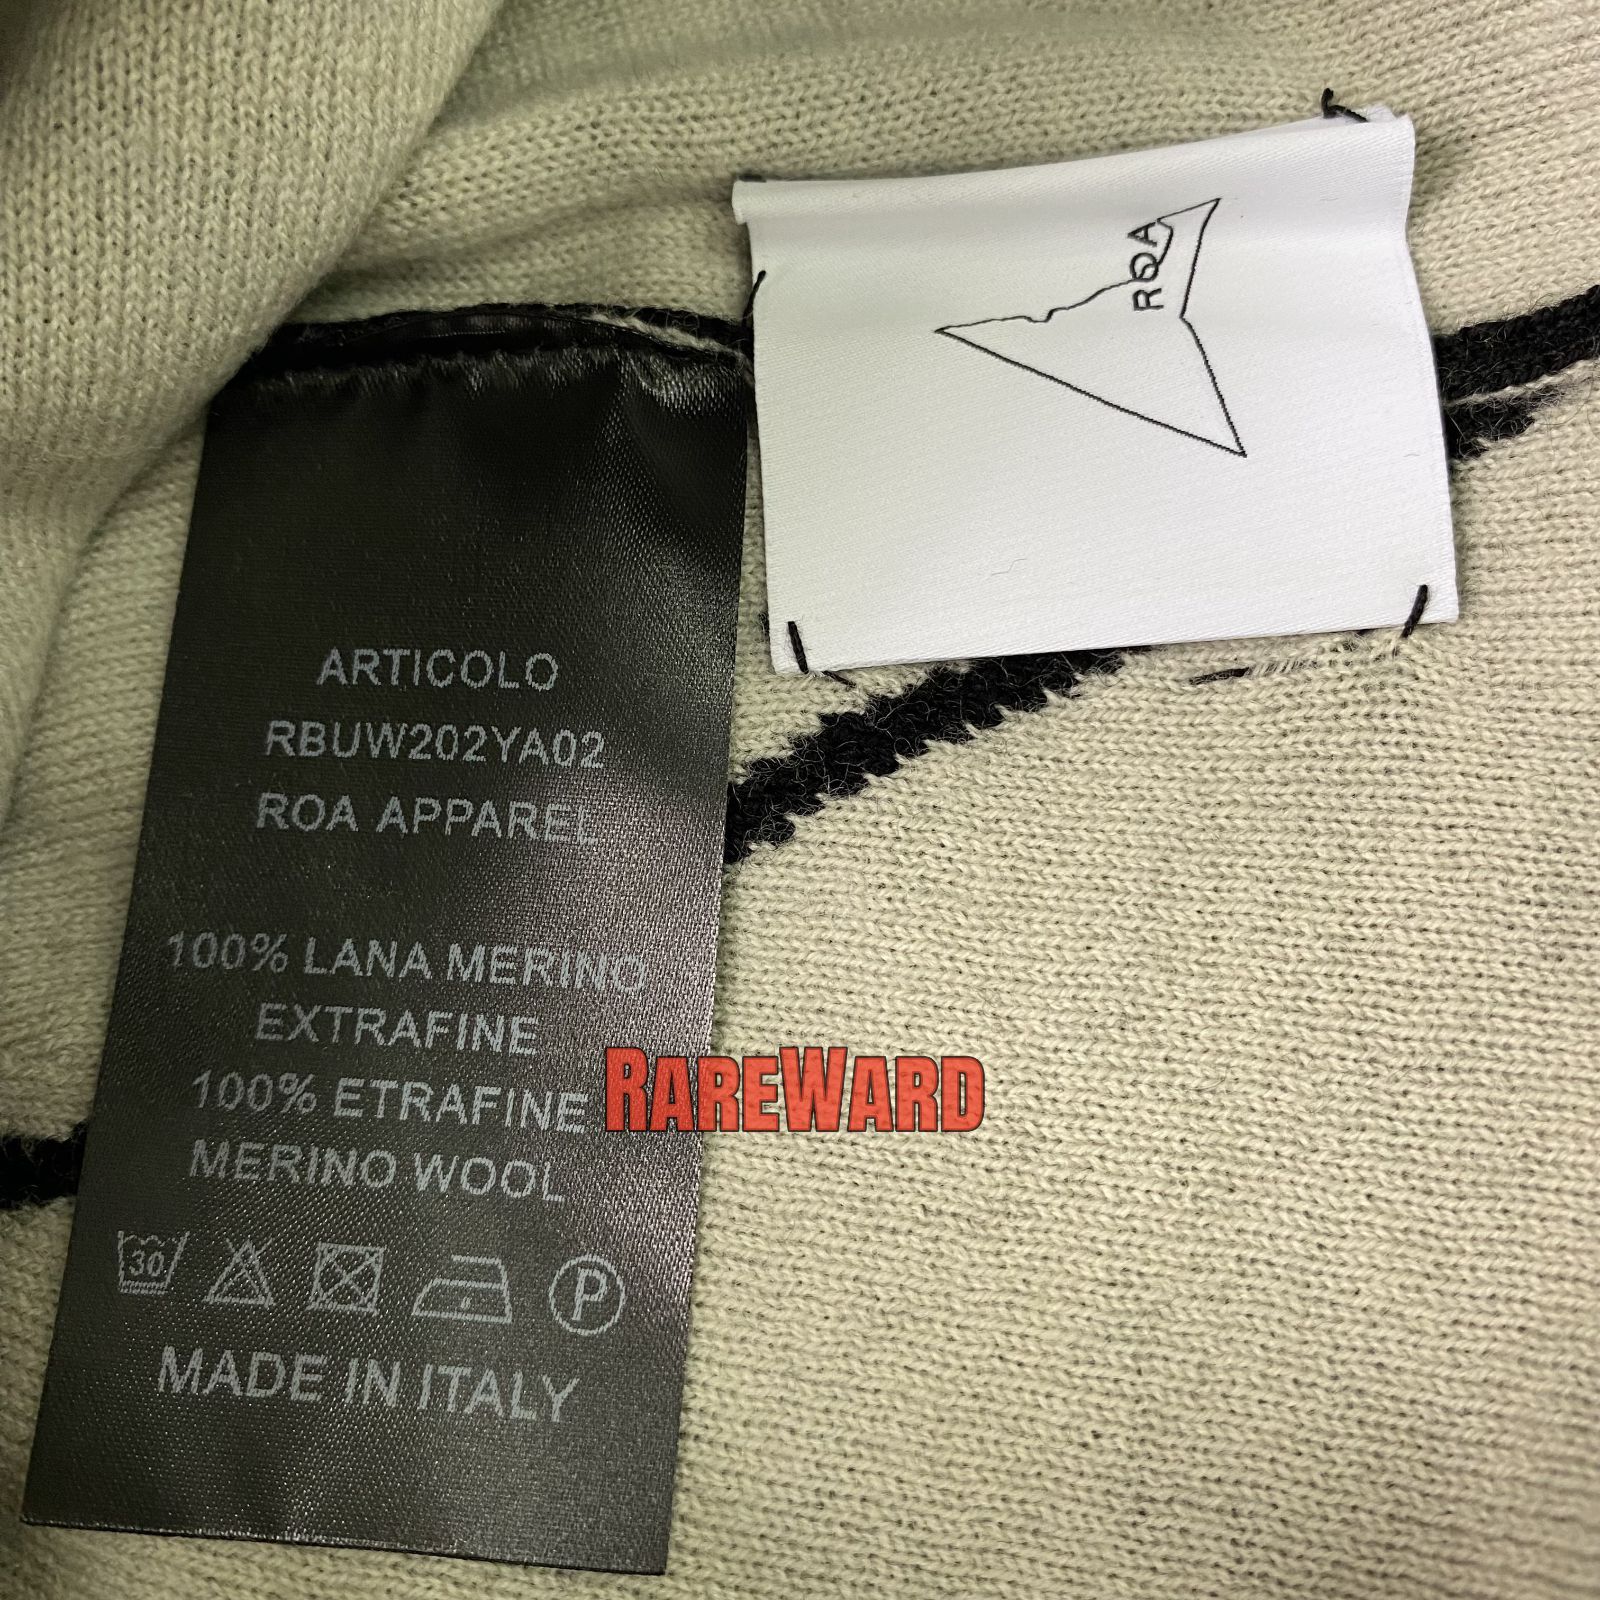 ROA
ARTICOLO
RBUW202YA02
ROA APPAREL
100% LANA MERINO
EXTRAFINE
100% ETRAFINE
MERINO WOOL
30
P
MADE IN ITALY
RAREWARD